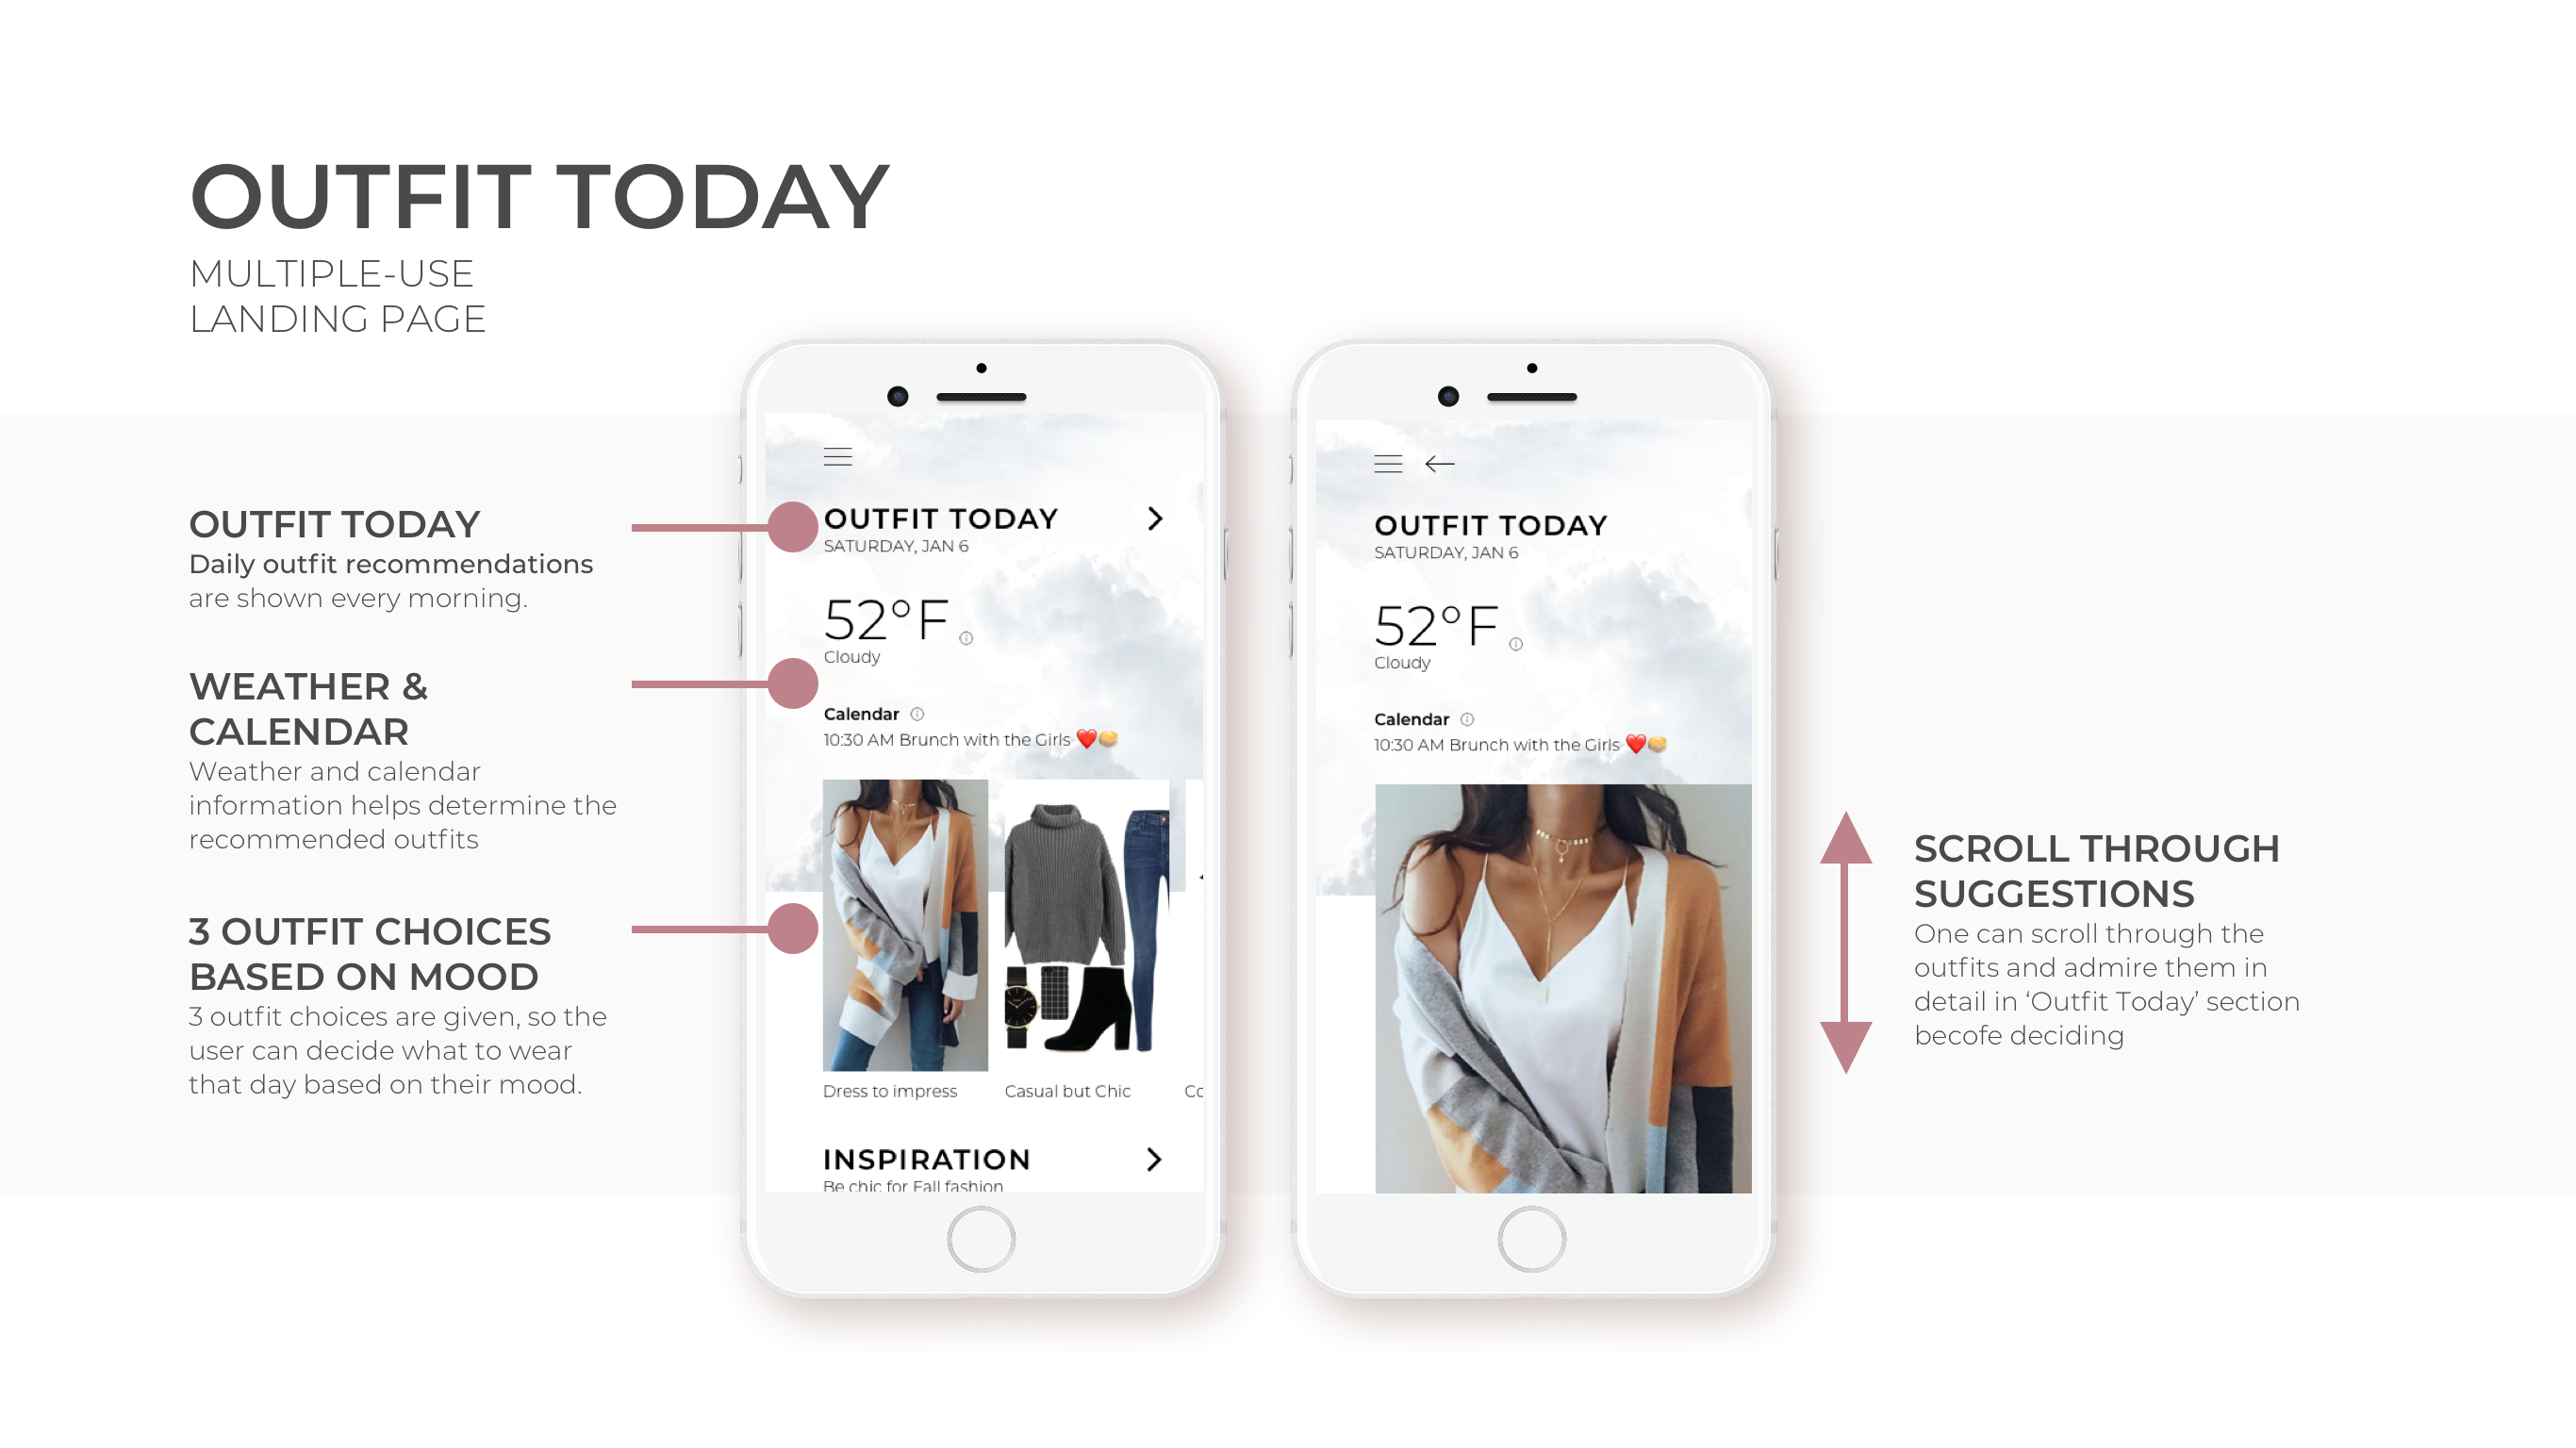 OUTFIT TODAY
MULTIPLE-USE
LANDING PAGE
OUTFIT TODAY
Daily outfit recommendations
are shown every morning.
WEATHER &
CALENDAR
Weather and calendar
information helps determine the
recommended outfits
3 OUTFIT CHOICES
BASED ON MOOD
3 outfit choices are given, so the
user can decide what to wear
that day based on their mood.
OUTFIT TODAY
SATURDAY, JAN 6
52°F
Cloudy
Calendar
10:30 AM Brunch with the Girls ❤️🥞
Dress to impress
Casual but Chic
Co
INSPIRATION
Be chic for Fall fashion
OUTFIT TODAY
SATURDAY, JAN 6
52°F
Cloudy
Calendar
10:30 AM Brunch with the Girls ❤️🥞
SCROLL THROUGH
SUGGESTIONS
One can scroll through the
outfits and admire them in
detail in ‘Outfit Today’ section
becofe deciding